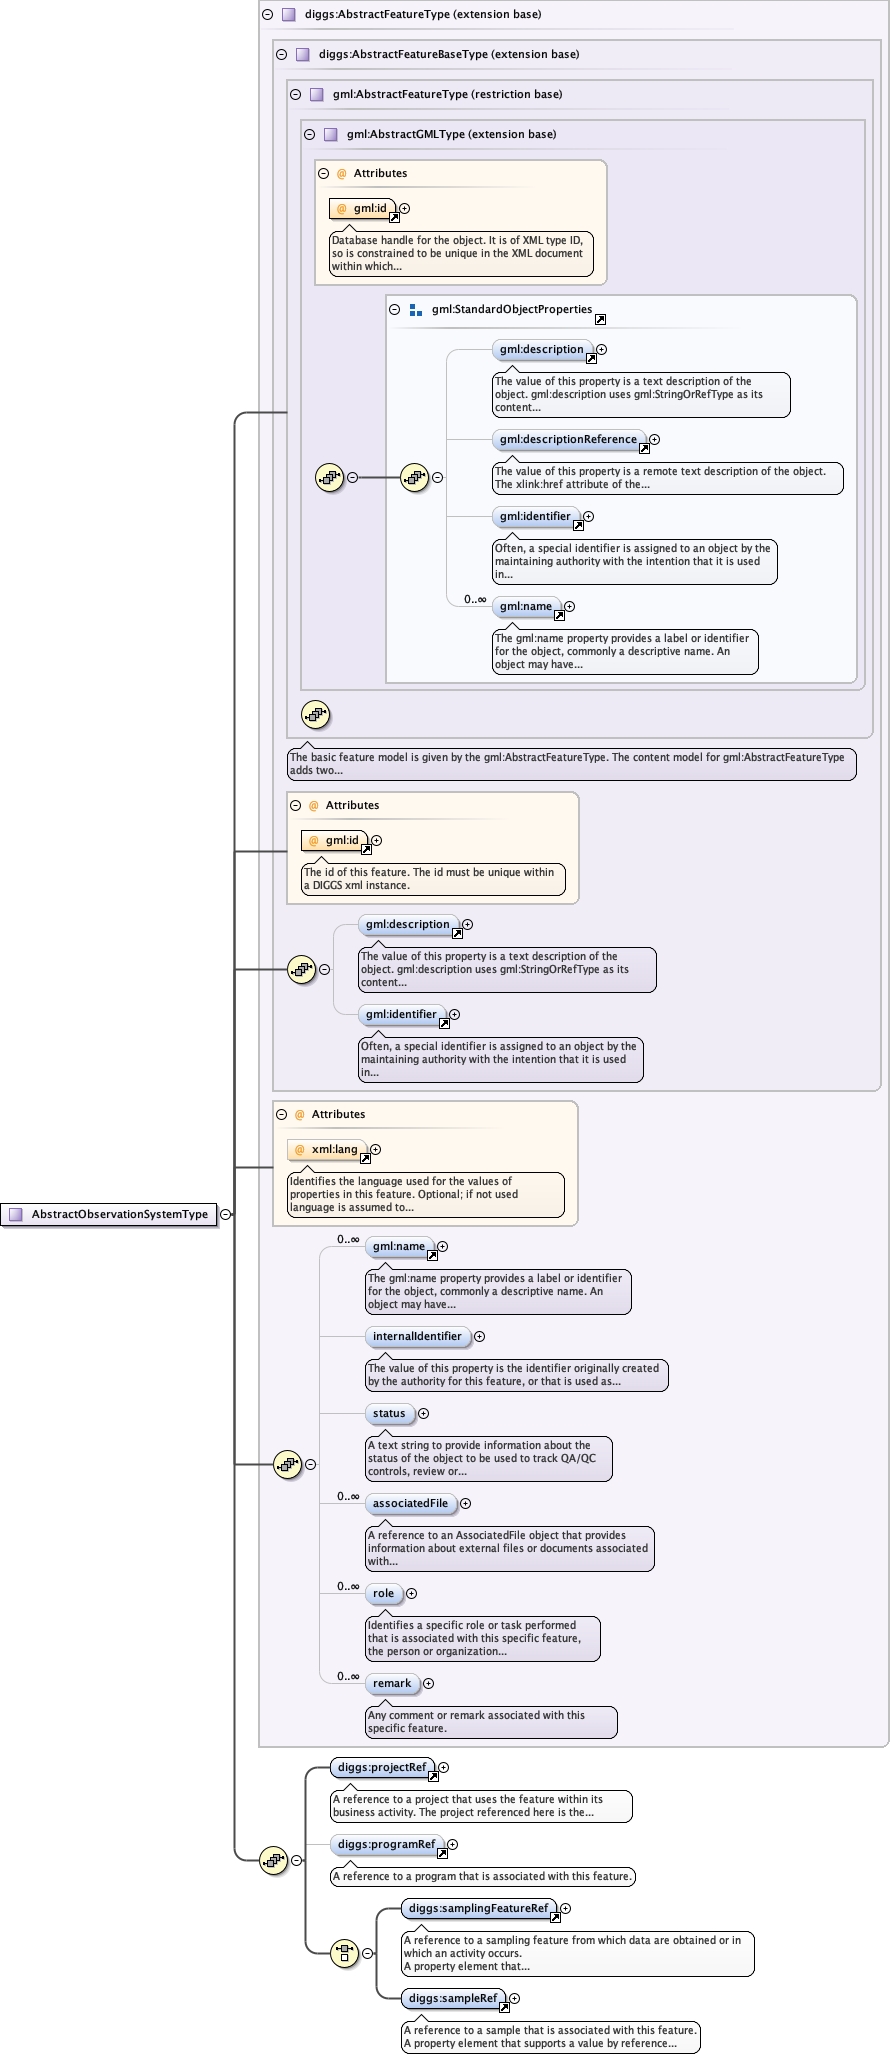 diggs:AbstractFeatureType (extension base)
diggs:AbstractFeatureBaseType (extension base)
gml:AbstractFeatureType (restriction base)
gml:AbstractGMLType (extension base)
@ Attributes
@ gml:id
Database handle for the object. It is of XML type ID,
so is constrained to be unique in the XML document
within which...
gml:StandardObjectProperties
gml:description
The value of this property is a text description of the
object. gml:description uses gml:StringOrRefType as its
content...
gml:descriptionReference
The value of this property is a remote text description of the object.
The xlink:href attribute of the...
gml:identifier
Often, a special identifier is assigned to an object by the
maintaining authority with the intention that it is used
in...
0..∞
gml:name
The gml:name property provides a label or identifier
for the object, commonly a descriptive name. An
object may have...
The basic feature model is given by the gml:AbstractFeatureType. The content model for gml:AbstractFeatureType
adds two...
@ Attributes
@ gml:id
The id of this feature. The id must be unique within
a DIGGS xml instance.
gml:description
The value of this property is a text description of the
object. gml:description uses gml:StringOrRefType as its
content...
gml:identifier
Often, a special identifier is assigned to an object by the
maintaining authority with the intention that it is used
in...
@ Attributes
@ xml:lang
Identifies the language used for the values of
properties in this feature. Optional; if not used
language is assumed to...
AbstractObservationSystemType
0..∞
gml:name
The gml:name property provides a label or identifier
for the object, commonly a descriptive name. An
object may have...
internalIdentifier
The value of this property is the identifier originally created
by the authority for this feature, or that is used as...
status
A text string to provide information about the
status of the object to be used to track QA/QC
controls, review or...
0..∞
associatedFile
A reference to an AssociatedFile object that provides
information about external files or documents associated
with...
0..∞
role
Identifies a specific role or task performed
that is associated with this specific feature,
the person or organization...
0..∞
remark
Any comment or remark associated with this
specific feature.
diggs:projectRef
A reference to a project that uses the feature within its
business activity. The project referenced here is the...
diggs:programRef
A reference to a program that is associated with this feature.
diggs:samplingFeatureRef
A reference to a sampling feature from which data are obtained or in
which an activity occurs.
A property element that...
diggs:sampleRef
A reference to a sample that is associated with this feature.
A property element that supports a value by reference...